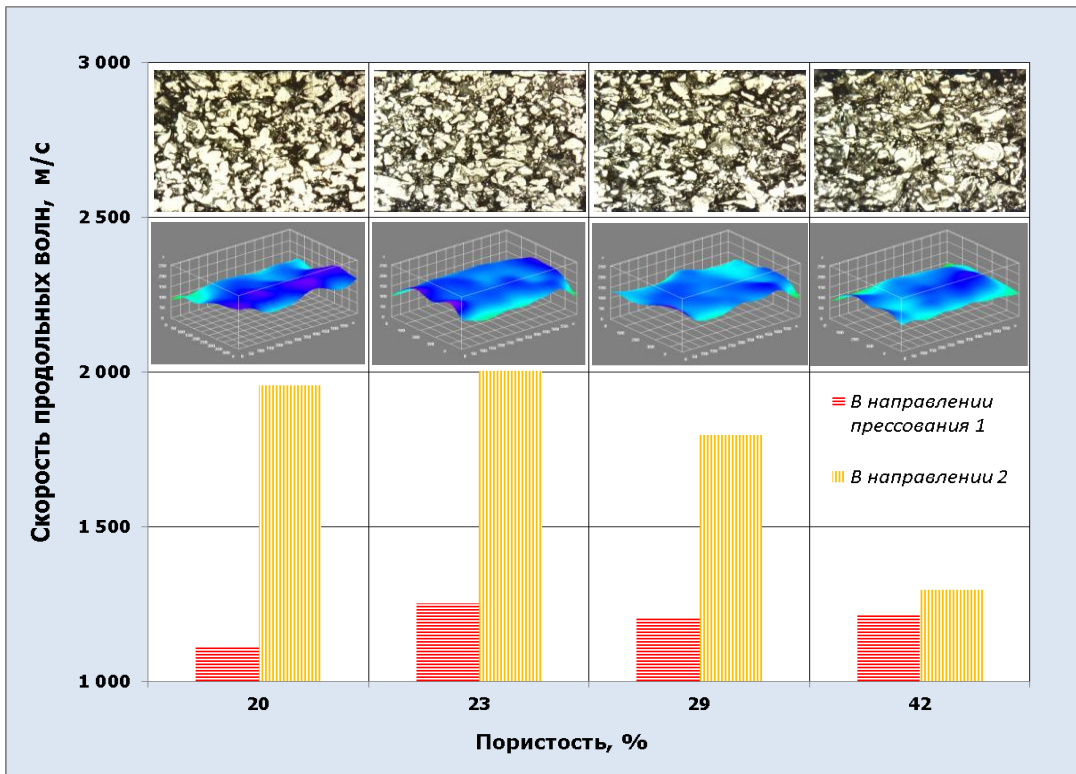 Скорость продольных волн, м/с
3 000
2 500
2 000
1 500
1 000
В направлении
прессования 1
В направлении 2
20 23 29 42
Пористость, %